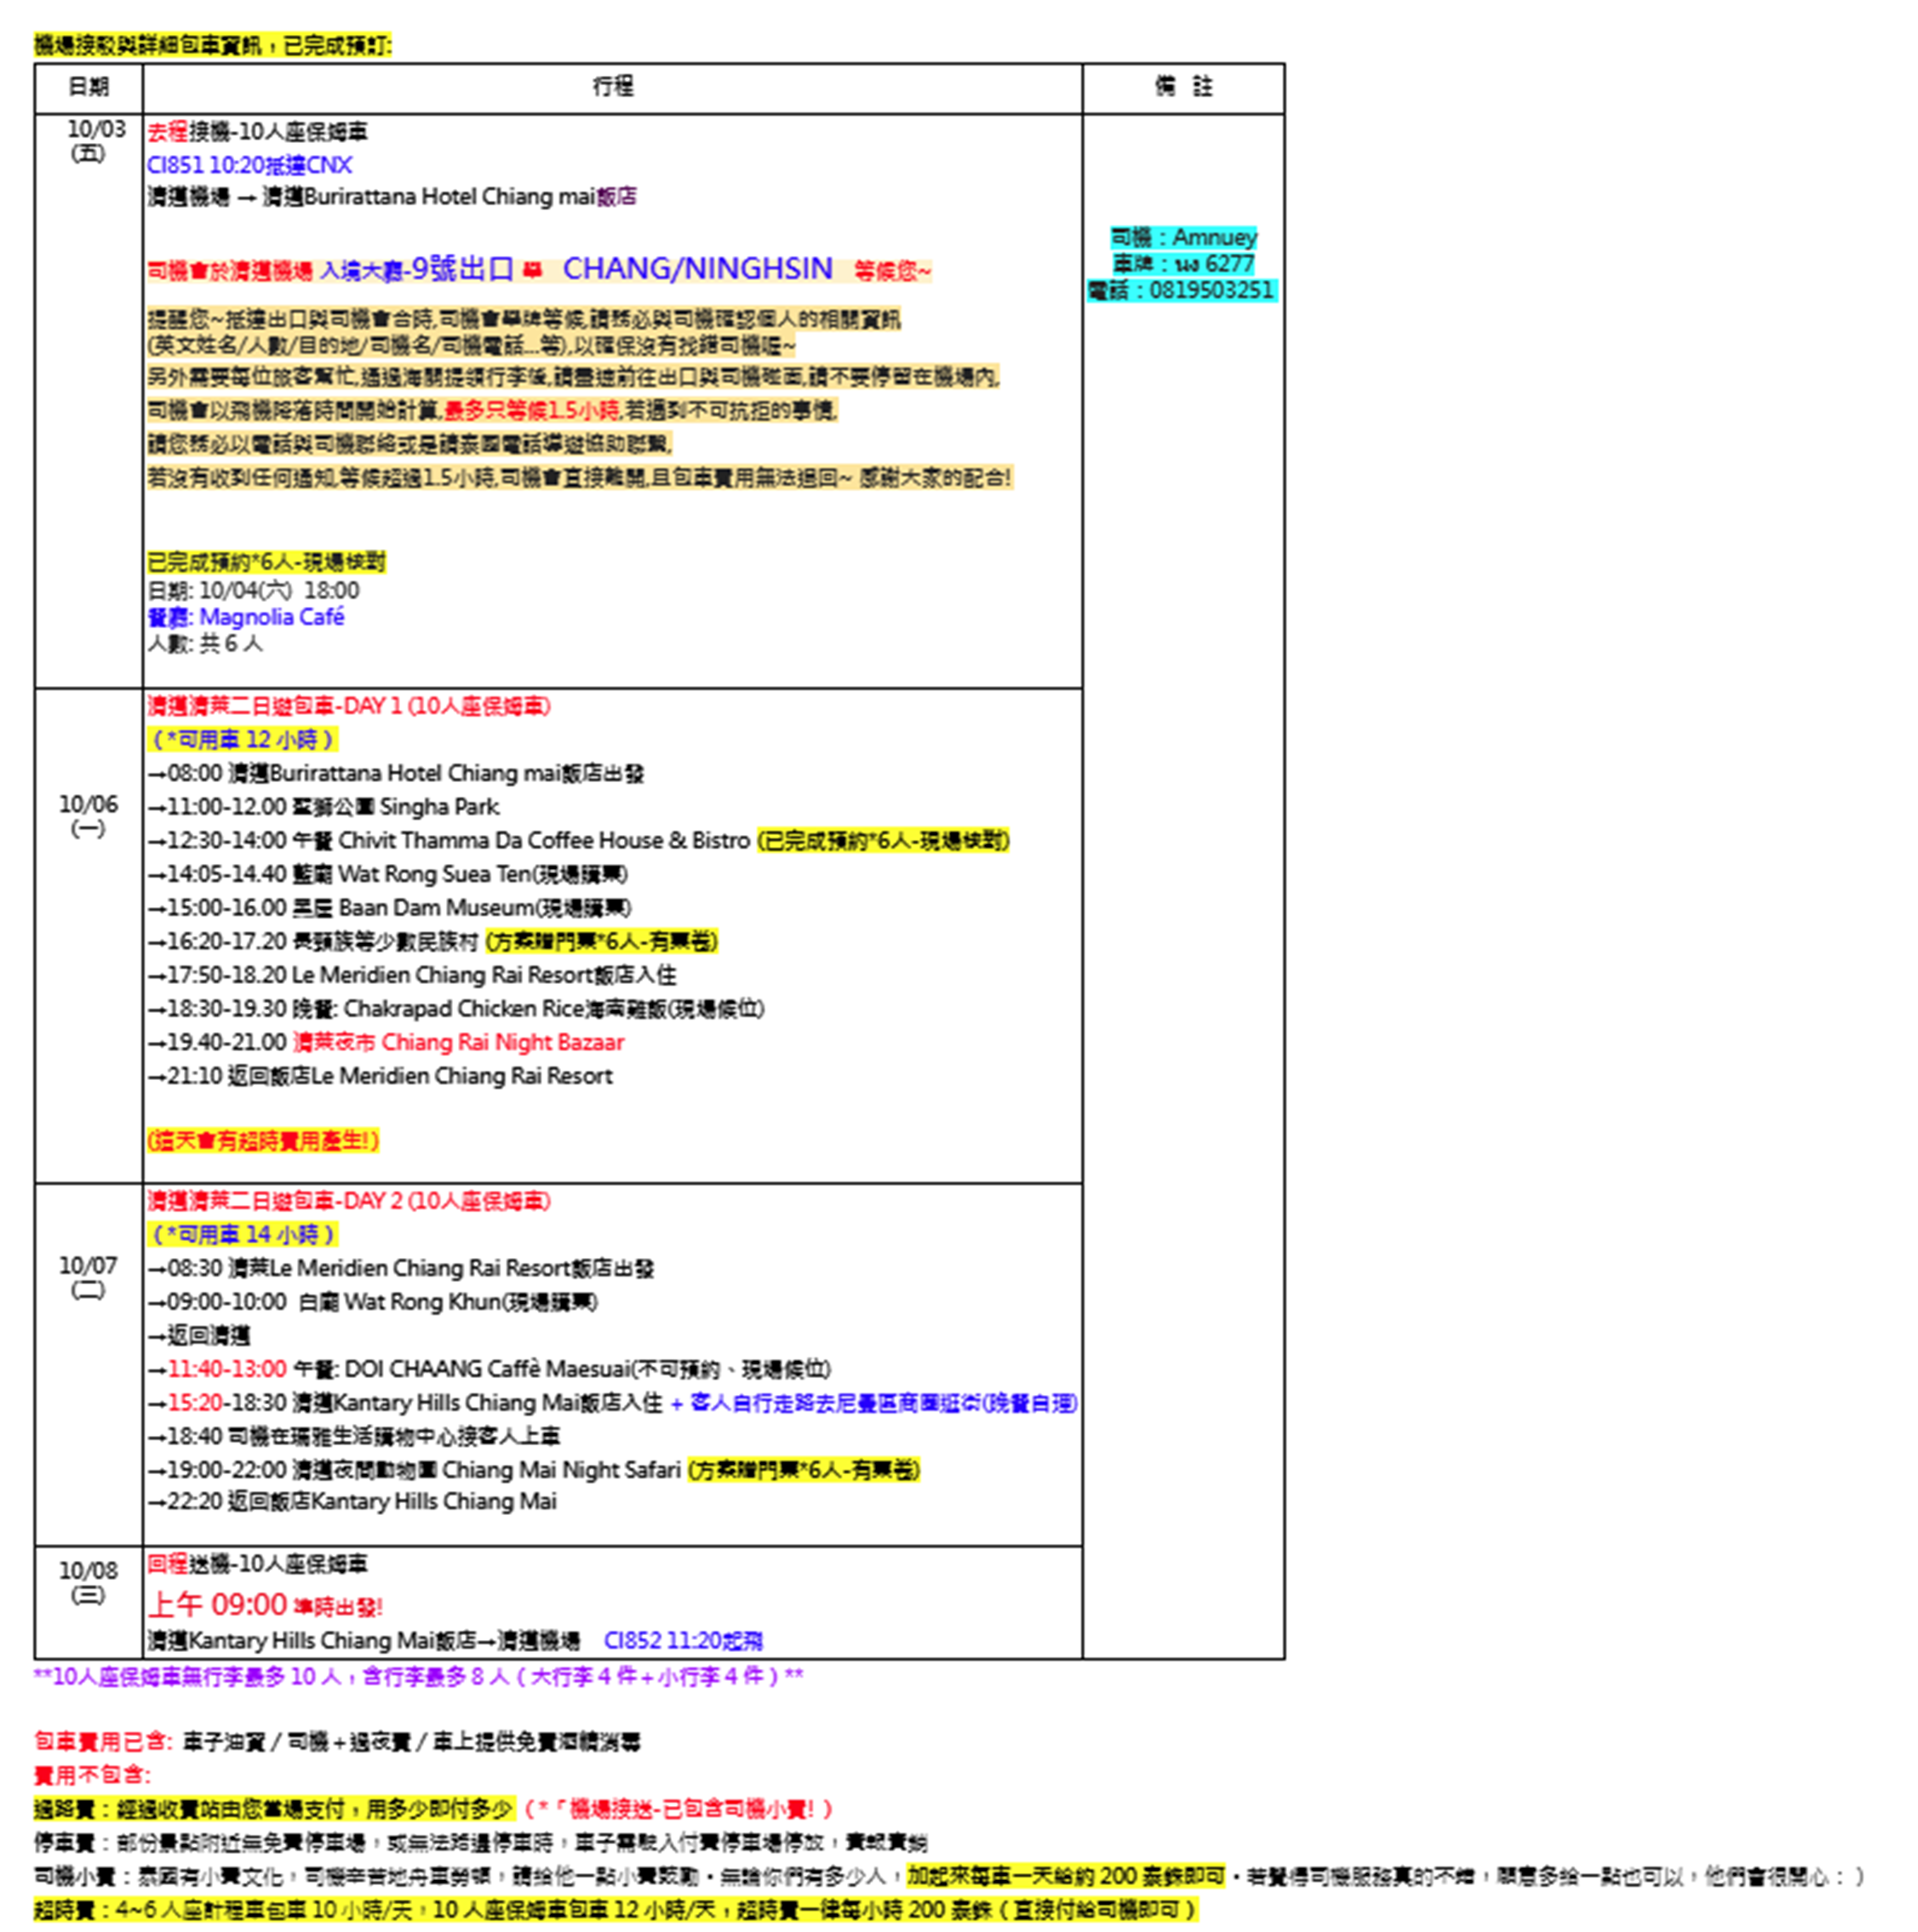 機場接駁與詳細包車資訊，已完成預訂:
日期 行程 備 註
10/03
(五)
去程接機-10人座保姆車
CI851 10:20抵達CNX
清邁機場 → 清邁Burirattana Hotel Chiang mai飯店
司機會於清邁機場 入境大廳-9號出口 舉 CHANG/NINGHSIN 等候您~
提醒您~抵達出口與司機會合時,司機會舉牌等候,請務必與司機確認個人的相關資訊
(英文姓名/人數/目的地/司機名/司機電話...等),以確保沒有找錯司機喔~
另外需要每位旅客幫忙,通過海關提領行李後,請盡速前往出口與司機碰面,請不要停留在機場內,
司機會以飛機降落時間開始計算,最多只等候1.5小時,若遇到不可抗拒的事情,
請您務必以電話與司機聯絡或是請泰國電話導遊協助聯繫,
若沒有收到任何通知,等候超過1.5小時,司機會直接離開,且包車費用無法退回~ 感謝大家的配合!
已完成預約*6人-現場核對
日期: 10/04(六) 18:00
餐廳: Magnolia Café
人數: 共 6 人
司機：Amnuey
車牌：นง 6277
電話：0819503251
10/06
(一)
清邁清萊二日遊包車-DAY 1 (10人座保姆車)
（*可用車 12 小時）
→08:00 清邁Burirattana Hotel Chiang mai飯店出發
→11:00-12.00 聖獅公園 Singha Park
→12:30-14:00 午餐 Chivit Thamma Da Coffee House & Bistro (已完成預約*6人-現場核對)
→14:05-14.40 藍廟 Wat Rong Suea Ten(現場購票)
→15:00-16.00 黑屋 Baan Dam Museum(現場購票)
→16:20-17.20 長頸族等少數民族村 (方案贈門票*6人-有票卷)
→17:50-18.20 Le Meridien Chiang Rai Resort飯店入住
→18:30-19.30 晚餐: Chakrapad Chicken Rice海南雞飯(現場候位)
→19.40-21.00 清萊夜市 Chiang Rai Night Bazaar
→21:10 返回飯店Le Meridien Chiang Rai Resort
(這天會有超時費用產生!)
10/07
(二)
清邁清萊二日遊包車-DAY 2 (10人座保姆車)
（*可用車 14 小時）
→08:30 清萊Le Meridien Chiang Rai Resort飯店出發
→09:00-10:00 白廟 Wat Rong Khun(現場購票)
→返回清邁
→11:40-13:00 午餐: DOI CHAANG Caffè Maesuai(不可預約、現場候位)
→15:20-18:30 清邁Kantary Hills Chiang Mai飯店入住 + 客人自行走路去尼曼區商圈逛街(晚餐自理)
→18:40 司機在瑪雅生活購物中心接客人上車
→19:00-22:00 清邁夜間動物園 Chiang Mai Night Safari (方案贈門票*6人-有票卷)
→22:20 返回飯店Kantary Hills Chiang Mai
10/08
(三)
回程送機-10人座保姆車
上午 09:00 準時出發!
清邁Kantary Hills Chiang Mai飯店→清邁機場 CI852 11:20起飛
**10人座保姆車無行李最多 10 人，含行李最多 8 人（大行李 4 件＋小行李 4 件）**
包車費用已含: 車子油資 / 司機＋過夜費 / 車上提供免費酒精消毒
費用不包含:
過路費：經過收費站由您當場支付，用多少即付多少（*「機場接送-已包含司機小費!）
停車費：部份景點附近無免費停車場，或無法路邊停車時，車子需駛入付費停車場停放，實報實銷
司機小費：泰國有小費文化，司機辛苦地舟車勞頓，請給他一點小費鼓勵。無論你們有多少人，加起來每車一天給約 200 泰銖即可。若覺得司機服務真的不錯，願意多給一點也可以，他們會很開心：）
超時費：4~6 人座計程車包車 10 小時/天，10 人座保姆車包車 12 小時/天；超時費一律每小時 200 泰銖（直接付給司機即可）